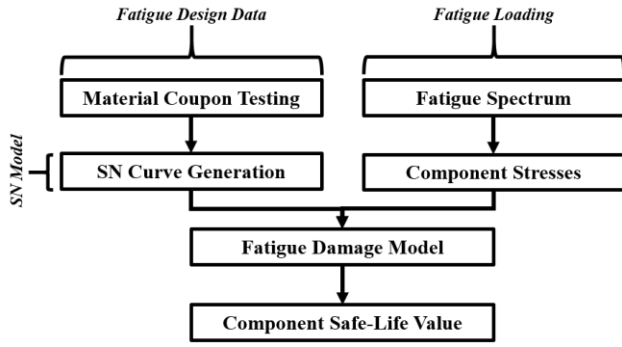 Fatigue Design Data
Fatigue Loading
Material Coupon Testing
Fatigue Spectrum
SN Model
SN Curve Generation
Component Stresses
Fatigue Damage Model
Component Safe-Life Value